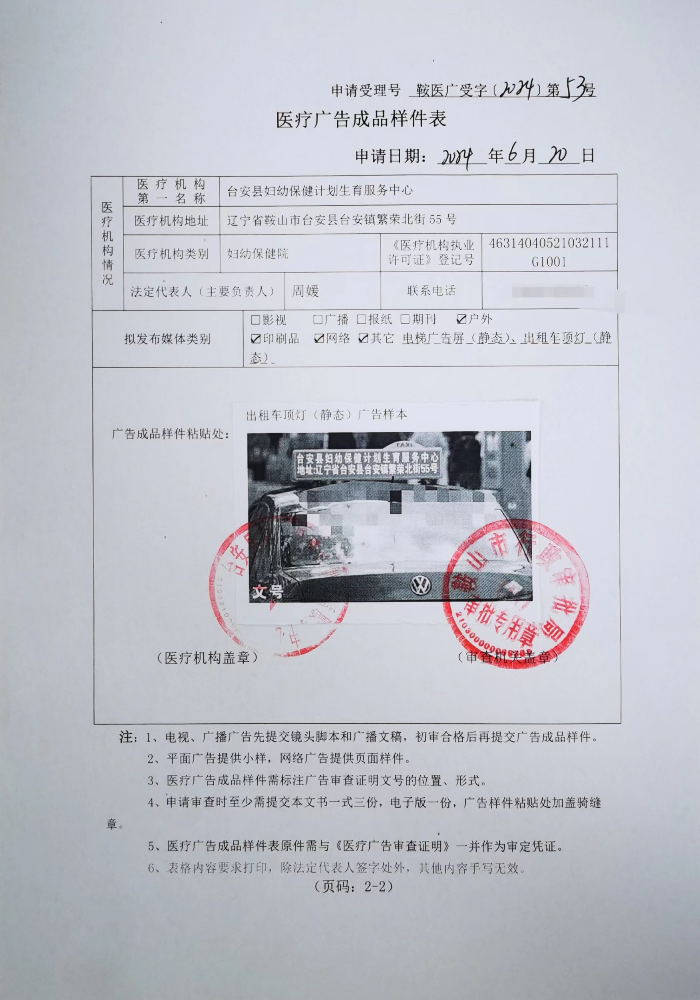 申请受理号 鞍医广受字〔2024〕第53号
医疗广告成品样件表
申请日期：2024年6月20日
医疗机构情况
医疗机构第一名称 台安县妇幼保健计划生育服务中心
医疗机构地址 辽宁省鞍山市台安县台安镇繁荣北街 55 号
医疗机构类别 妇幼保健院
《医疗机构执业
许可证》登记号
46314040521032111
G1001
法定代表人（主要负责人） 周媛 联系电话
拟发布媒体类别
□影视 □广播 □报纸 □期刊 ☑户外
☑印刷品 ☑网络 ☑其它 电梯广告屏（静态）、出租车顶灯（静
态）
出租车顶灯（静态）广告样本
广告成品样件粘贴处：
TAXI
台安县妇幼保健计划生育服务中心
地址:辽宁省台安县台安镇繁荣北街55号
文号
鞍山市行政审批局
审批专用章
（医疗机构盖章） （审查机关盖章）
注：1、电视、广播广告先提交镜头脚本和广播文稿，初审合格后再提交广告成品样件。
2、平面广告提供小样，网络广告提供页面样件。
3、医疗广告成品样件需标注广告审查证明文号的位置、形式。
4、申请审查时至少需提交本文书一式三份，电子版一份，广告样件粘贴处加盖骑缝
章。
5、医疗广告成品样件表原件需与《医疗广告审查证明》一并作为审定凭证。
6、表格内容要求打印，除法定代表人签字处外，其他内容手写无效。
（页码：2-2）